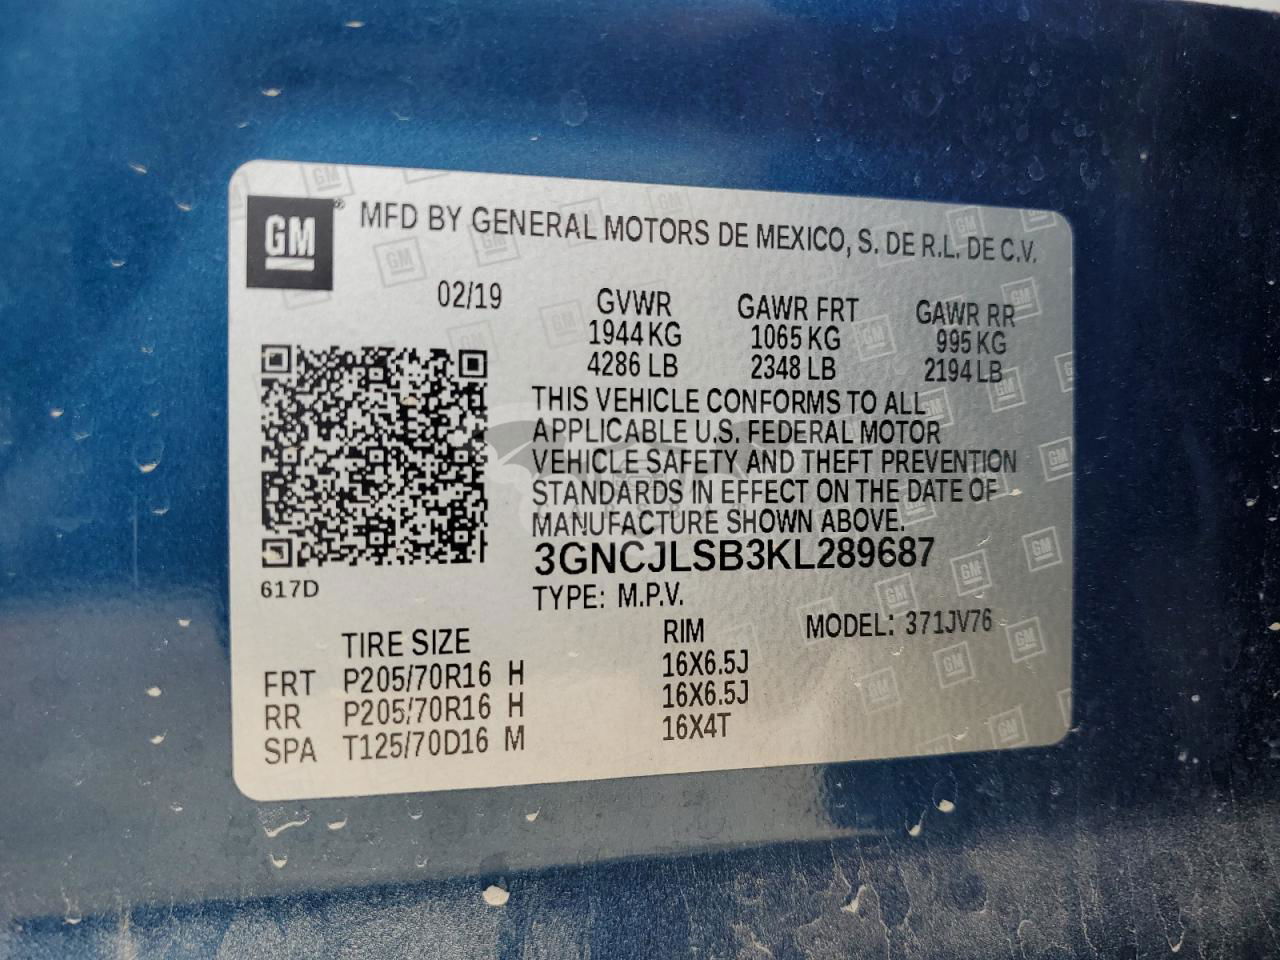 GM® MFD BY GENERAL MOTORS DE MEXICO, S. DE R.L. DE C.V.
02/19 GVWR GAWR FRT GAWR RR
1944 KG 1065 KG 995 KG
4286 LB 2348 LB 2194 LB
THIS VEHICLE CONFORMS TO ALL
APPLICABLE U.S. FEDERAL MOTOR
VEHICLE SAFETY AND THEFT PREVENTION
STANDARDS IN EFFECT ON THE DATE OF
MANUFACTURE SHOWN ABOVE.
3GNCJLSB3KL289687
617D
TYPE: M.P.V.
TIRE SIZE RIM MODEL: 371JV76
FRT P205/70R16 H 16X6.5J
RR P205/70R16 H 16X6.5J
SPA T125/70D16 M 16X4T